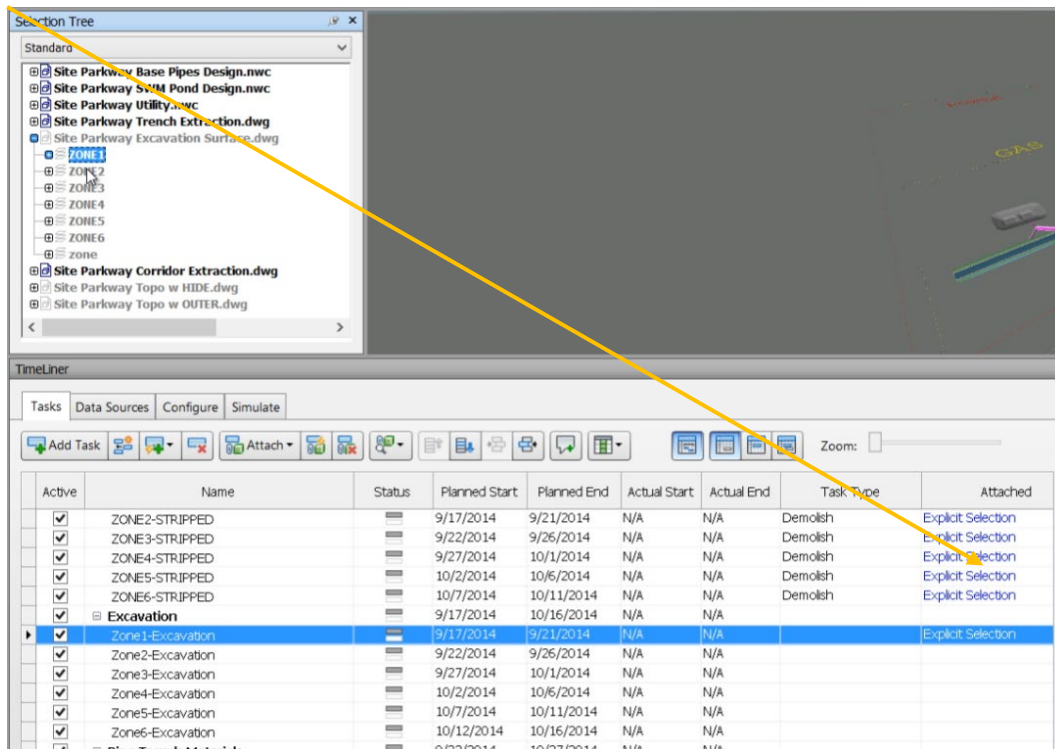 Selection Tree
Standard
Site Parkway Base Pipes Design.nwc
Site Parkway SWM Pond Design.nwc
Site Parkway Utility.nwc
Site Parkway Trench Extraction.dwg
Site Parkway Excavation Surface.dwg
ZONE1
ZONE2
ZONE3
ZONE4
ZONE5
ZONE6
zone
Site Parkway Corridor Extraction.dwg
Site Parkway Topo w HIDE.dwg
Site Parkway Topo w OUTER.dwg
GAS
TimeLiner
Tasks Data Sources Configure Simulate
Add Task Attach Zoom:
Active Name Status Planned Start Planned End Actual Start Actual End Task Type Attached
ZONE2-STRIPPED 9/17/2014 9/21/2014 N/A N/A Demolish Explicit Selection
ZONE3-STRIPPED 9/22/2014 9/26/2014 N/A N/A Demolish Explicit Selection
ZONE4-STRIPPED 9/27/2014 10/1/2014 N/A N/A Demolish Explicit Selection
ZONE5-STRIPPED 10/2/2014 10/6/2014 N/A N/A Demolish Explicit Selection
ZONE6-STRIPPED 10/7/2014 10/11/2014 N/A N/A Demolish Explicit Selection
Excavation 9/17/2014 10/16/2014 N/A N/A
Zone1-Excavation 9/17/2014 9/21/2014 N/A N/A Explicit Selection
Zone2-Excavation 9/22/2014 9/26/2014 N/A N/A
Zone3-Excavation 9/27/2014 10/1/2014 N/A N/A
Zone4-Excavation 10/2/2014 10/6/2014 N/A N/A
Zone5-Excavation 10/7/2014 10/11/2014 N/A N/A
Zone6-Excavation 10/12/2014 10/16/2014 N/A N/A